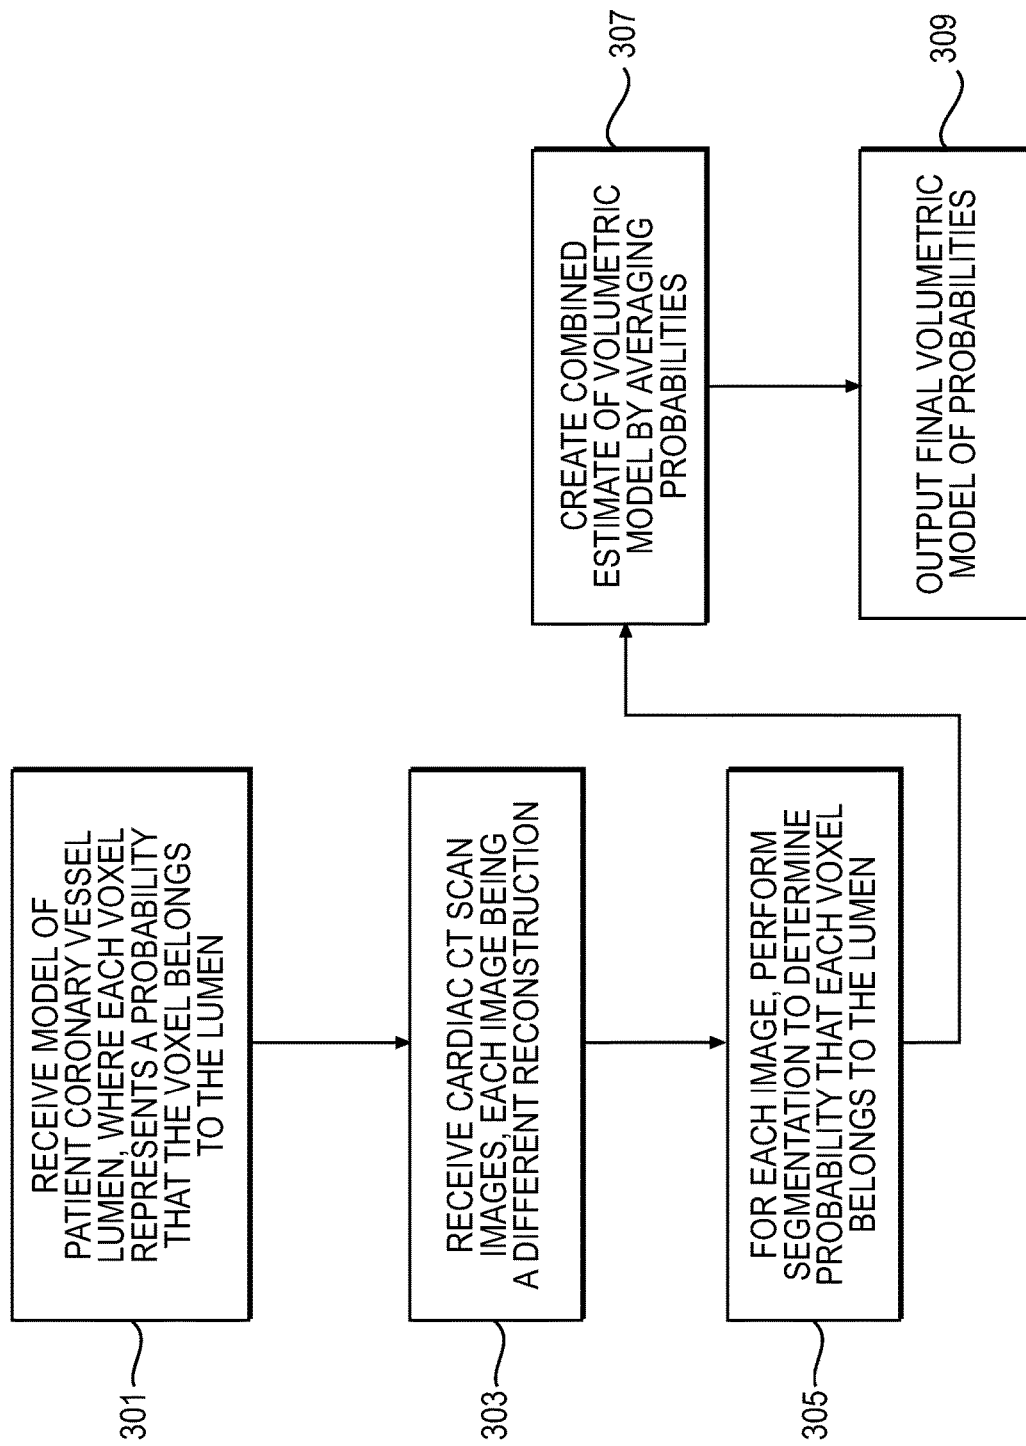 RECEIVE MODEL OF
PATIENT CORONARY VESSEL
LUMEN, WHERE EACH VOXEL
REPRESENTS A PROBABILITY
THAT THE VOXEL BELONGS
TO THE LUMEN
301
RECEIVE CARDIAC CT SCAN
IMAGES, EACH IMAGE BEING
A DIFFERENT RECONSTRUCTION
303
FOR EACH IMAGE, PERFORM
SEGMENTATION TO DETERMINE
PROBABILITY THAT EACH VOXEL
BELONGS TO THE LUMEN
305
CREATE COMBINED
ESTIMATE OF VOLUMETRIC
MODEL BY AVERAGING
PROBABILITIES
307
OUTPUT FINAL VOLUMETRIC
MODEL OF PROBABILITIES
309